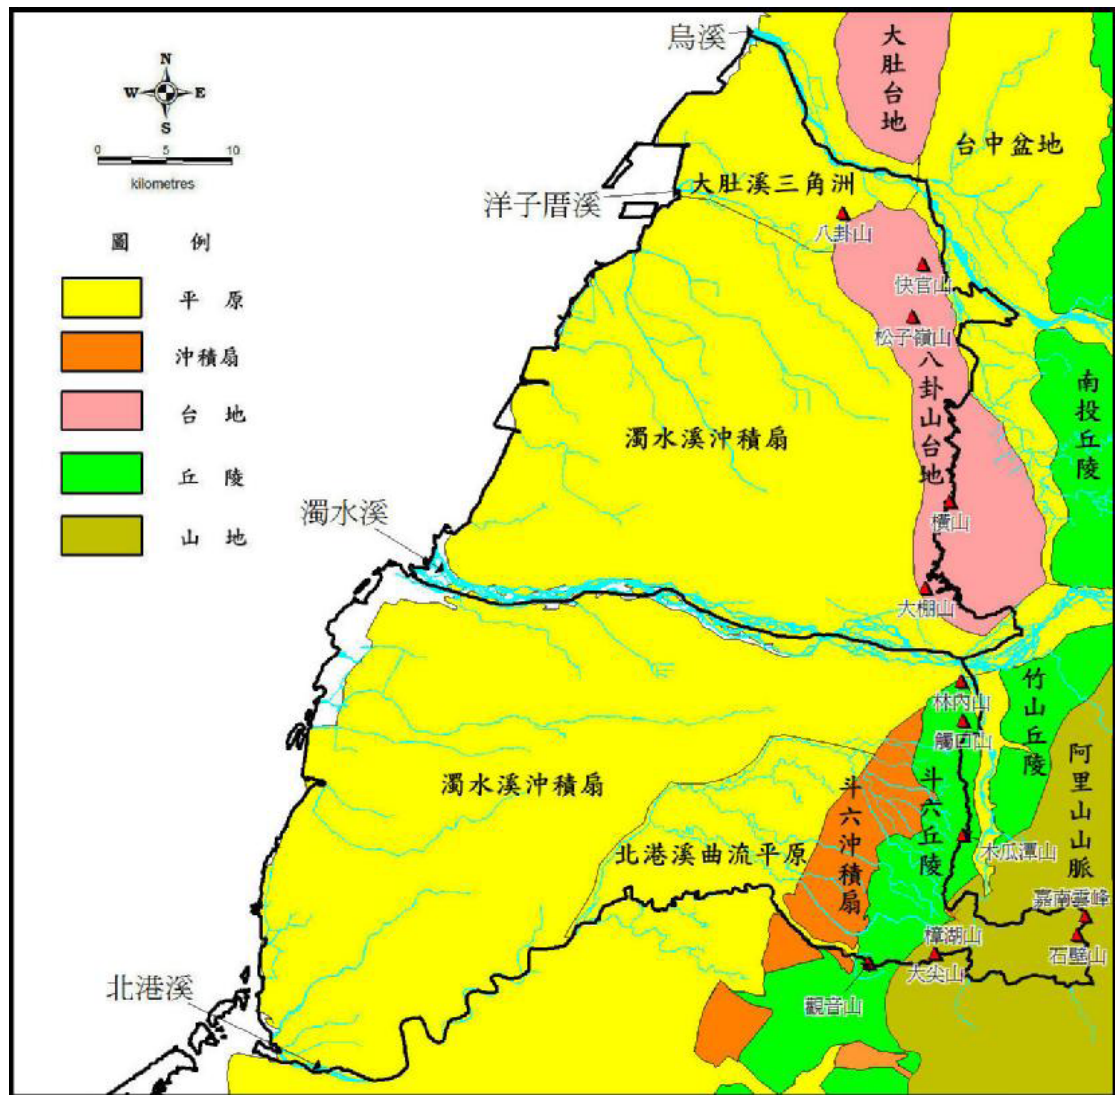 烏溪
大肚台地
N
W E
S
台中盆地
0 5 10
kilometres
大肚溪三角洲
洋子厝溪
八卦山
圖 例
快官山
平 原
松子嶺山
沖積扇
八卦山台地
南投丘陵
台 地
濁水溪沖積扇
丘 陵
橫山
濁水溪
山 地
大棚山
林內山
竹山丘陵
觸口山
阿里山山脈
濁水溪沖積扇
斗六沖積扇
斗六丘陵
北港溪曲流平原
木瓜潭山
嘉南雲峰
樟湖山
石壁山
大尖山
北港溪
觀音山